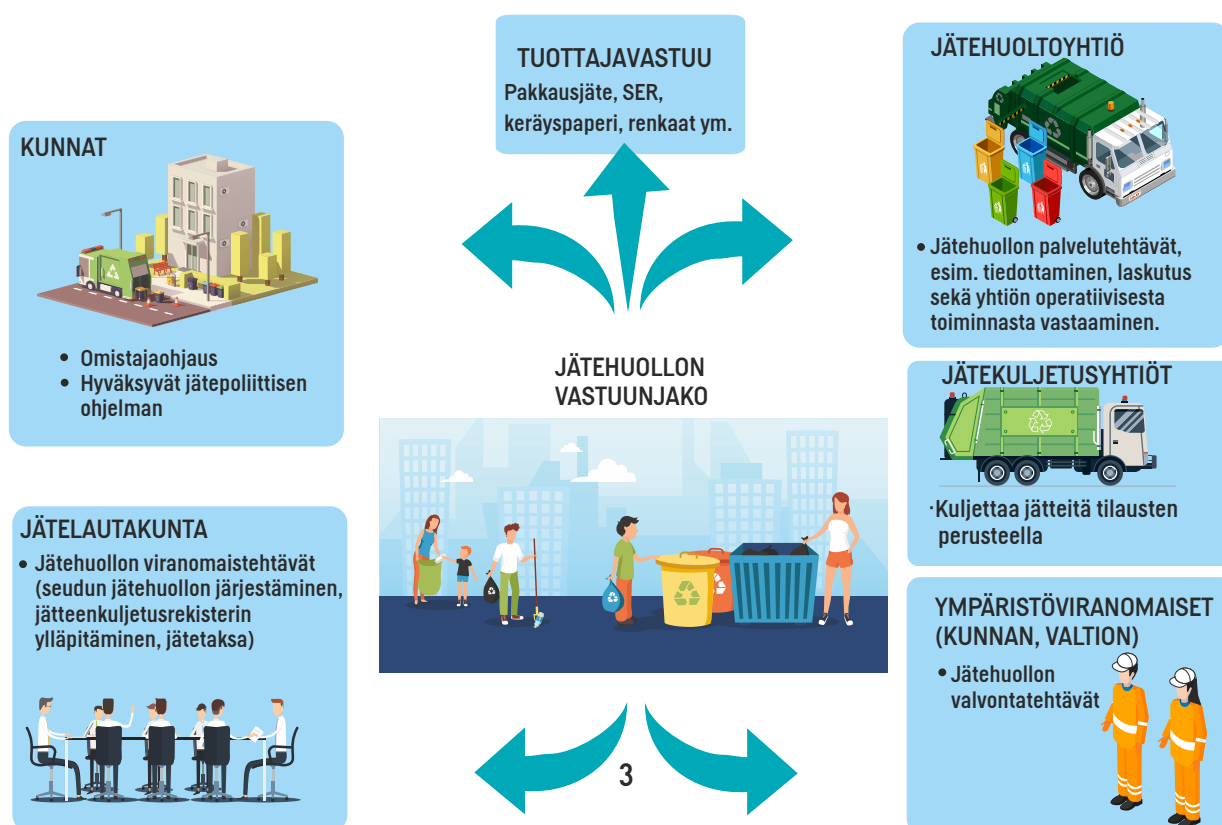 TUOTTAJAVASTUU
Pakkausjäte, SER,
keräyspaperi, renkaat ym.
KUNNAT
• Omistajaohjaus
• Hyväksyvät jätepoliittisen
ohjelman
JÄTELAUTAKUNTA
• Jätehuollon viranomaistehtävät
(seudun jätehuollon järjestäminen,
jätteenkuljetusrekisterin
ylläpitäminen, jätetaksa)
JÄTEHUOLLON
VASTUUNJAKO
JÄTEHUOLTOYHTIÖ
• Jätehuollon palvelutehtävät,
esim. tiedottaminen, laskutus
sekä yhtiön operatiivisesta
toiminnasta vastaaminen.
JÄTEKULJETUSYHTIÖT
·Kuljettaa jätteitä tilausten
perusteella
YMPÄRISTÖVIRANOMAISET
(KUNNAN, VALTION)
• Jätehuollon
valvontatehtävät
3